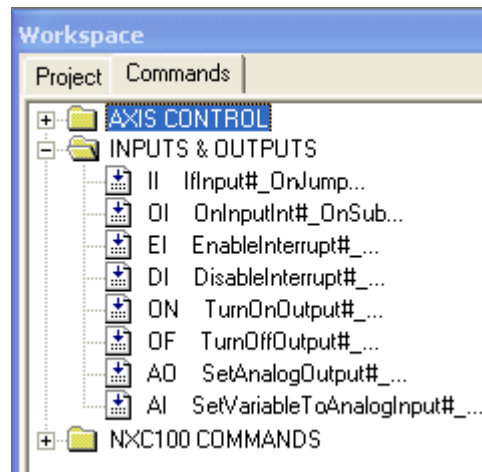 Workspace
Project Commands
AXIS CONTROL
INPUTS & OUTPUTS
II IfInput#_OnJump...
OI OnInputInt#_OnSub...
EI EnableInterrupt#_...
DI DisableInterrupt#_...
ON TurnOnOutput#_...
OF TurnOffOutput#_...
AO SetAnalogOutput#_...
AI SetVariableToAnalogInput#_...
NXC100 COMMANDS